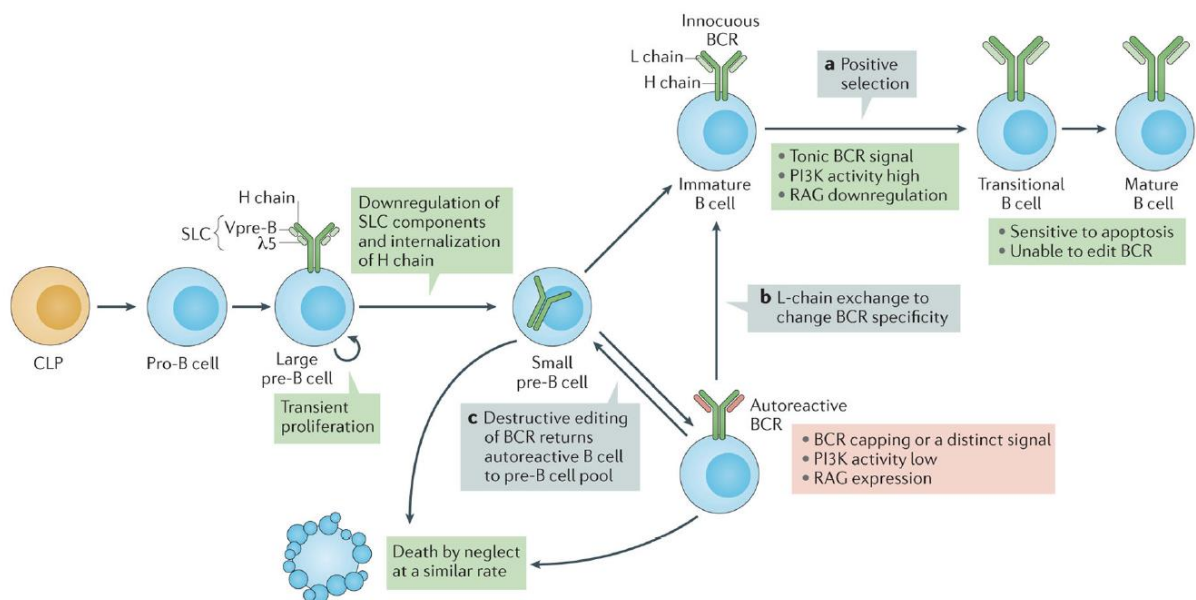 Innocuous
BCR
L chain
H chain
a Positive
selection
Immature
B cell
• Tonic BCR signal
• PI3K activity high
• RAG downregulation
Transitional
B cell
Mature
B cell
• Sensitive to apoptosis
• Unable to edit BCR
H chain
SLC { Vpre-B
λ5
Downregulation of
SLC components
and internalization
of H chain
b L-chain exchange to
change BCR specificity
CLP
Pro-B cell
Large
pre-B cell
Small
pre-B cell
Transient
proliferation
c Destructive editing
of BCR returns
autoreactive B cell
to pre-B cell pool
Autoreactive
BCR
• BCR capping or a distinct signal
• PI3K activity low
• RAG expression
Death by neglect
at a similar rate